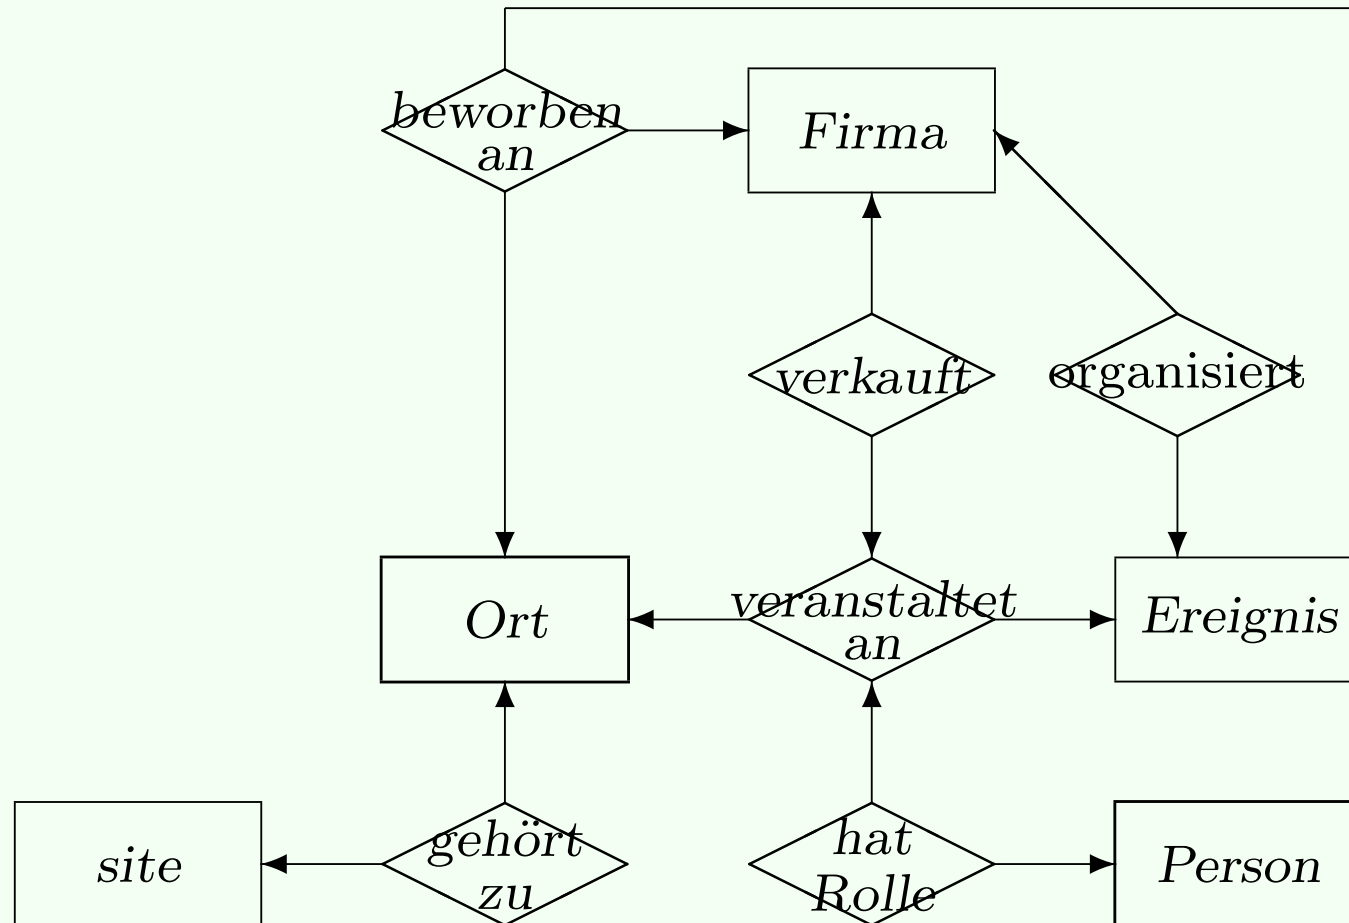 beworben
an
Firma
verkauft
organisiert
Ort
veranstaltet
an
Ereignis
site
gehört
zu
hat
Rolle
Person